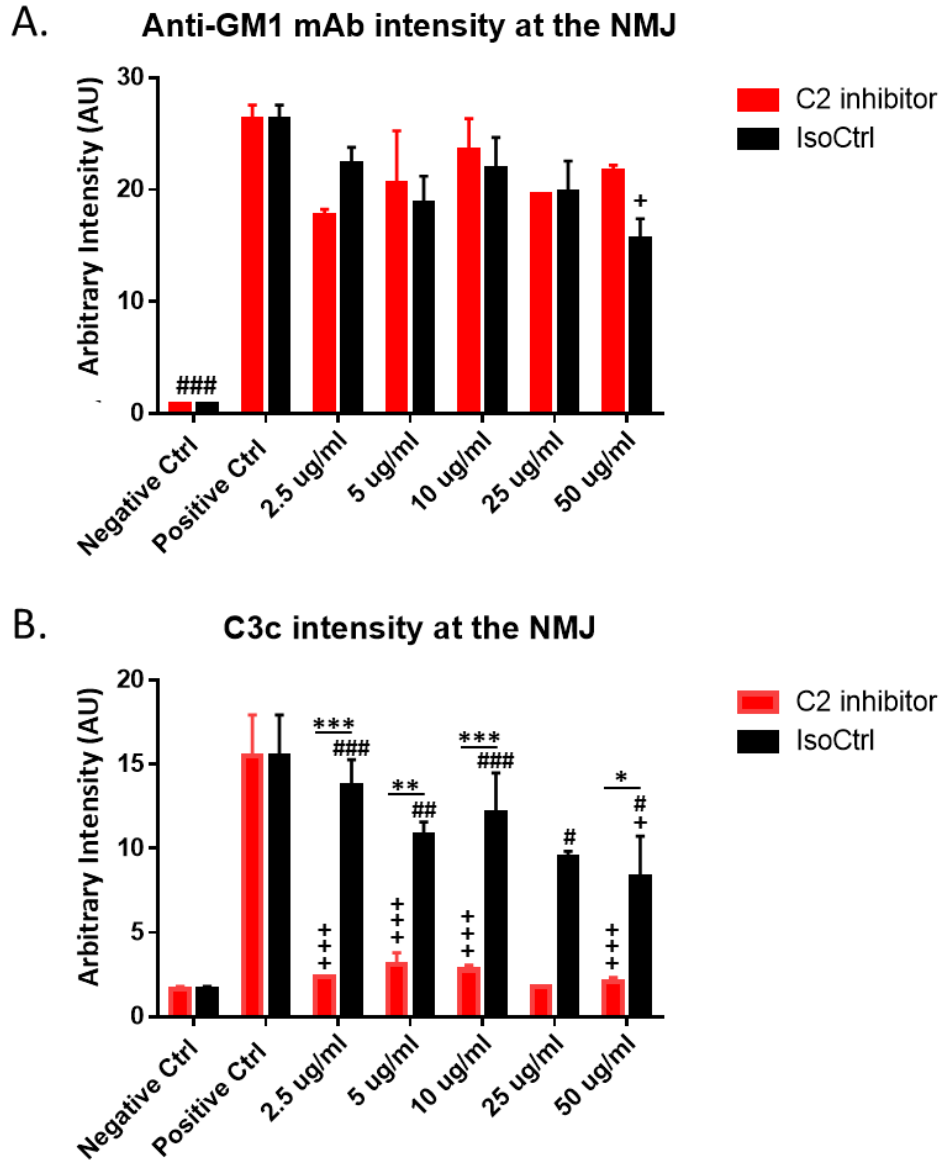 A.
Anti-GM1 mAb intensity at the NMJ
Arbitrary Intensity (AU)
30
20
10
0
###
+
C2 inhibitor
IsoCtrl
Negative Ctrl
Positive Ctrl
2.5 ug/ml
5 ug/ml
10 ug/ml
25 ug/ml
50 ug/ml
B.
C3c intensity at the NMJ
Arbitrary Intensity (AU)
20
15
10
5
0
***
###
+++
**
##
+++
***
###
+++
#
*
#
+
+++
C2 inhibitor
IsoCtrl
Negative Ctrl
Positive Ctrl
2.5 ug/ml
5 ug/ml
10 ug/ml
25 ug/ml
50 ug/ml